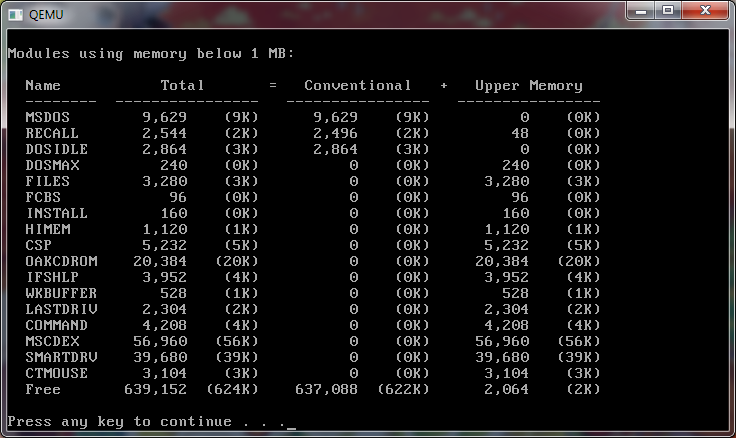 QEMU
Modules using memory below 1 MB:
Name Total = Conventional + Upper Memory
-------- ---------------- ---------------- ----------------
MSDOS 9,629 (9K) 9,629 (9K) 0 (0K)
RECALL 2,544 (2K) 2,496 (2K) 48 (0K)
DOSIDLE 2,864 (3K) 2,864 (3K) 0 (0K)
DOSMAX 240 (0K) 0 (0K) 240 (0K)
FILES 3,280 (3K) 0 (0K) 3,280 (3K)
FCBS 96 (0K) 0 (0K) 96 (0K)
INSTALL 160 (0K) 0 (0K) 160 (0K)
HIMEM 1,120 (1K) 0 (0K) 1,120 (1K)
CSP 5,232 (5K) 0 (0K) 5,232 (5K)
OAKCDROM 20,384 (20K) 0 (0K) 20,384 (20K)
IFSHLP 3,952 (4K) 0 (0K) 3,952 (4K)
WKBUFFER 528 (1K) 0 (0K) 528 (1K)
LASTDRIV 2,304 (2K) 0 (0K) 2,304 (2K)
COMMAND 4,208 (4K) 0 (0K) 4,208 (4K)
MSCDEX 56,960 (56K) 0 (0K) 56,960 (56K)
SMARTDRV 39,680 (39K) 0 (0K) 39,680 (39K)
CTMOUSE 3,104 (3K) 0 (0K) 3,104 (3K)
Free 639,152 (624K) 637,088 (622K) 2,064 (2K)
Press any key to continue . . ._